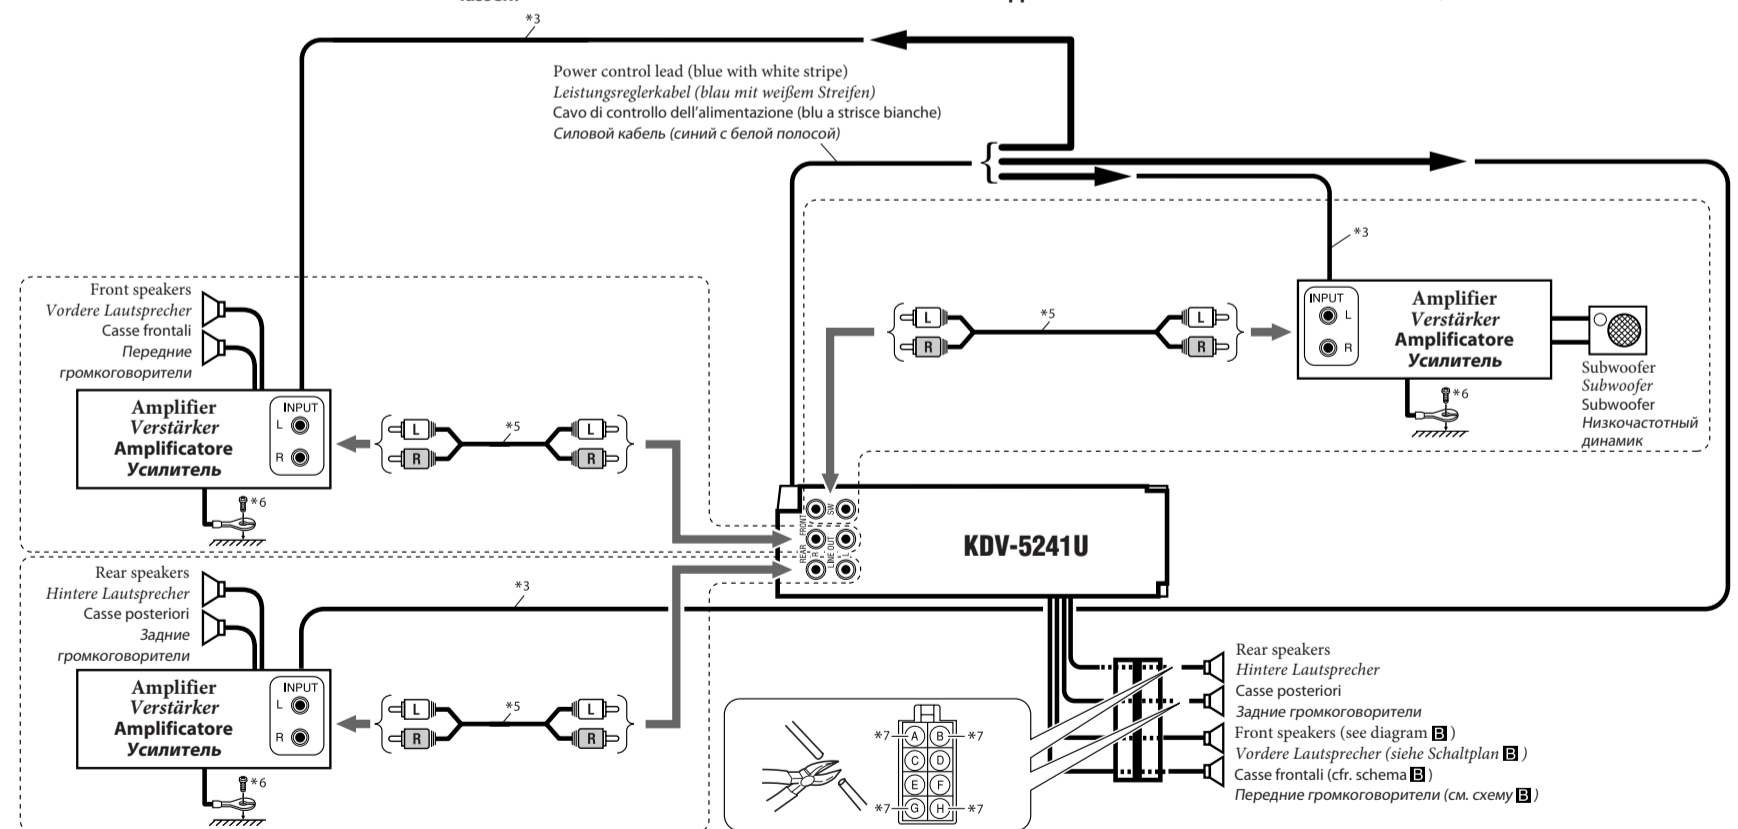 *3
Power control lead (blue with white stripe)
Leistungsreglerkabel (blau mit weißem Streifen)
Cavo di controllo dell'alimentazione (blu a strisce bianche)
Силовой кабель (синий с белой полосой)
*3
Front speakers
Vordere Lautsprecher
Casse frontali
Передние
громкоговорители
Amplifier
Verstärker
Amplificatore
Усилитель
INPUT
L
R
*6
L
R
*5
L
R
L
R
*5
L
R
INPUT
L
R
Amplifier
Verstärker
Amplificatore
Усилитель
*6
Subwoofer
Subwoofer
Subwoofer
Низкочастотный
динамик
SW
FRONT
REAR
R
LINE OUT
L
KDV-5241U
Rear speakers
Hintere Lautsprecher
Casse posteriori
Задние
громкоговорители
*3
Amplifier
Verstärker
Amplificatore
Усилитель
INPUT
L
R
*6
L
R
*5
L
R
*7 A B *7
C D
E F
*7 G H *7
Rear speakers
Hintere Lautsprecher
Casse posteriori
Задние громкоговорители
Front speakers (see diagram B )
Vordere Lautsprecher (siehe Schaltplan B )
Casse frontali (cfr. schema B )
Передние громкоговорители (см. схему B )